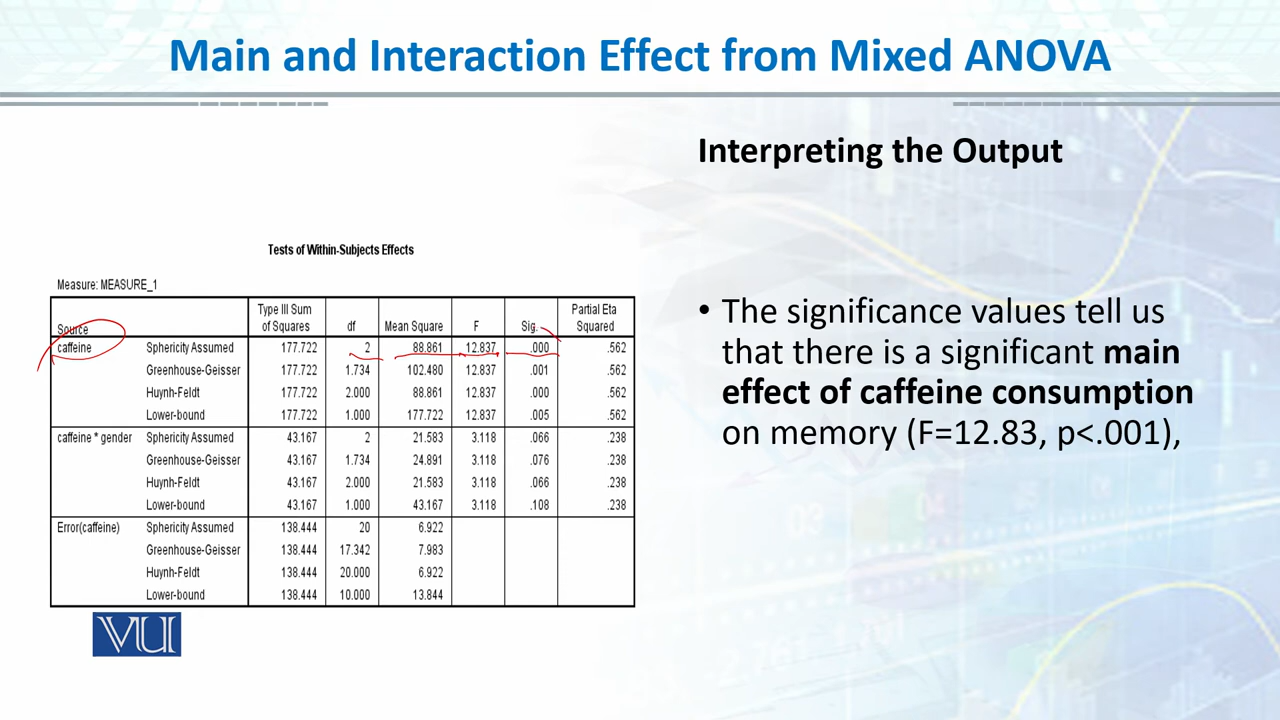 Main and Interaction Effect from Mixed ANOVA
Interpreting the Output
Tests of Within-Subjects Effects
Measure: MEASURE_1
Source Type III Sum of Squares df Mean Square F Sig. Partial Eta Squared
caffeine Sphericity Assumed 177.722 2 88.861 12.837 .000 .562
Greenhouse-Geisser 177.722 1.734 102.480 12.837 .001 .562
Huynh-Feldt 177.722 2.000 88.861 12.837 .000 .562
Lower-bound 177.722 1.000 177.722 12.837 .005 .562
caffeine * gender Sphericity Assumed 43.167 2 21.583 3.118 .066 .238
Greenhouse-Geisser 43.167 1.734 24.891 3.118 .076 .238
Huynh-Feldt 43.167 2.000 21.583 3.118 .066 .238
Lower-bound 43.167 1.000 43.167 3.118 .108 .238
Error(caffeine) Sphericity Assumed 138.444 20 6.922
Greenhouse-Geisser 138.444 17.342 7.983
Huynh-Feldt 138.444 20.000 6.922
Lower-bound 138.444 10.000 13.844
• The significance values tell us
that there is a significant main
effect of caffeine consumption
on memory (F=12.83, p<.001),
VU